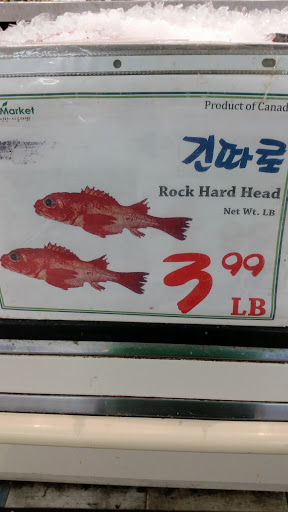 Market
Product of Canad
긴따로
Rock Hard Head
Net Wt. LB
3 99
LB